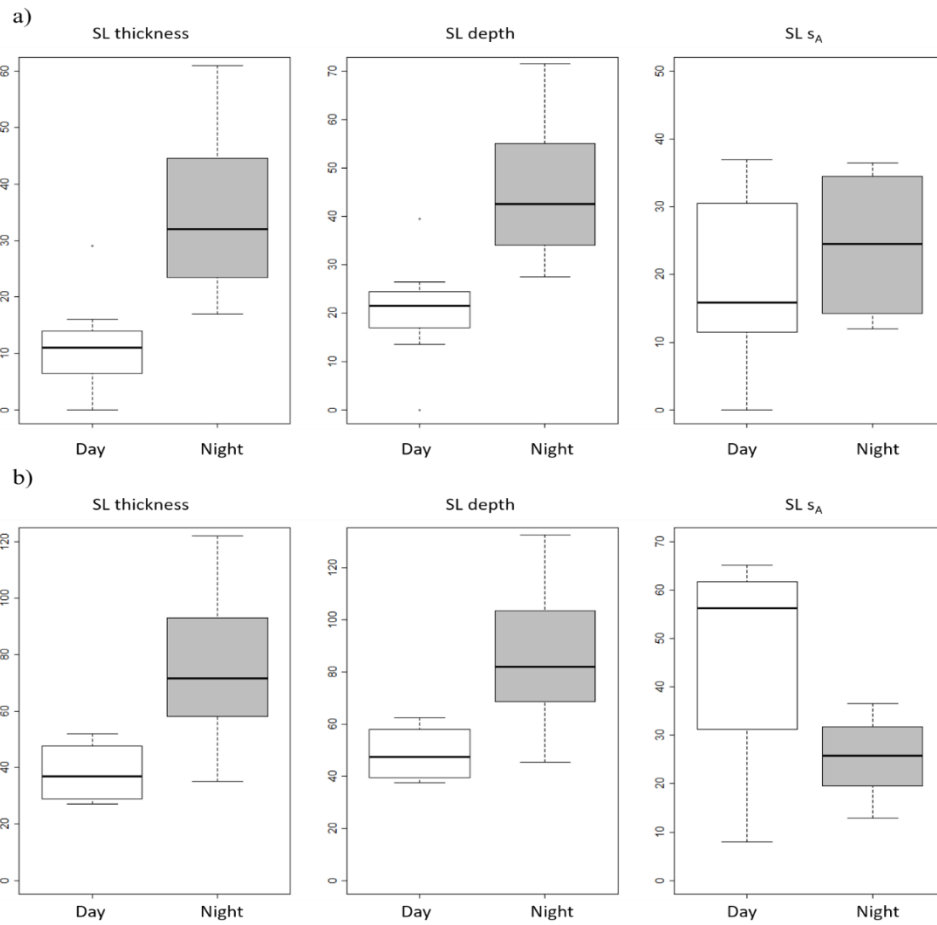 a)
SL thickness SL depth SL sA
60 70 50
50 60 40
40 50 30
30 40 20
20 30 10
10 20 0
0 10
0
Day Night Day Night Day Night
b)
SL thickness SL depth SL sA
120 120 70
100 100 60
80 80 50
60 60 40
40 40 30
20 20 20
0 0 10
0
Day Night Day Night Day Night